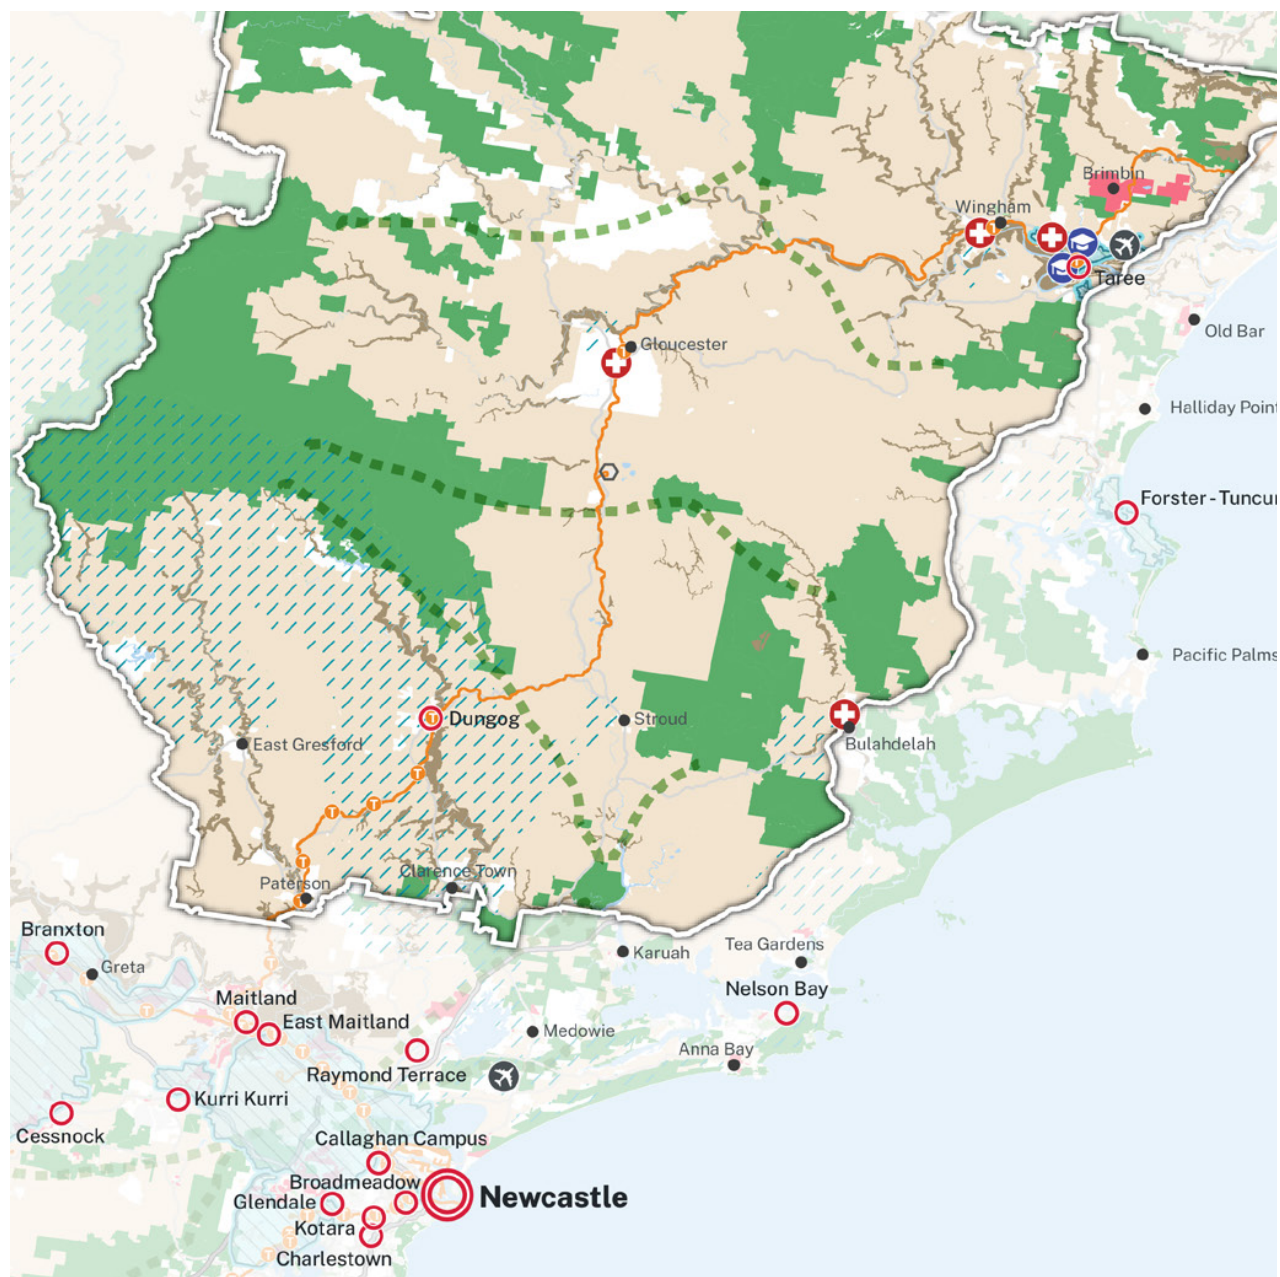 Brimbin
Wingham
Taree
Old Bar
Gloucester
Halliday Point
Forster - Tuncur
Pacific Palms
Dungog
Stroud
East Gresford
Bulahdelah
Clarence Town
Paterson
Branxton
Greta
Karuah
Tea Gardens
Nelson Bay
Maitland
East Maitland
Medowie
Anna Bay
Raymond Terrace
Kurri Kurri
Cessnock
Callaghan Campus
Broadmeadow
Glendale
Newcastle
Kotara
Charlestown
T
T
T
T
T
T
T
T